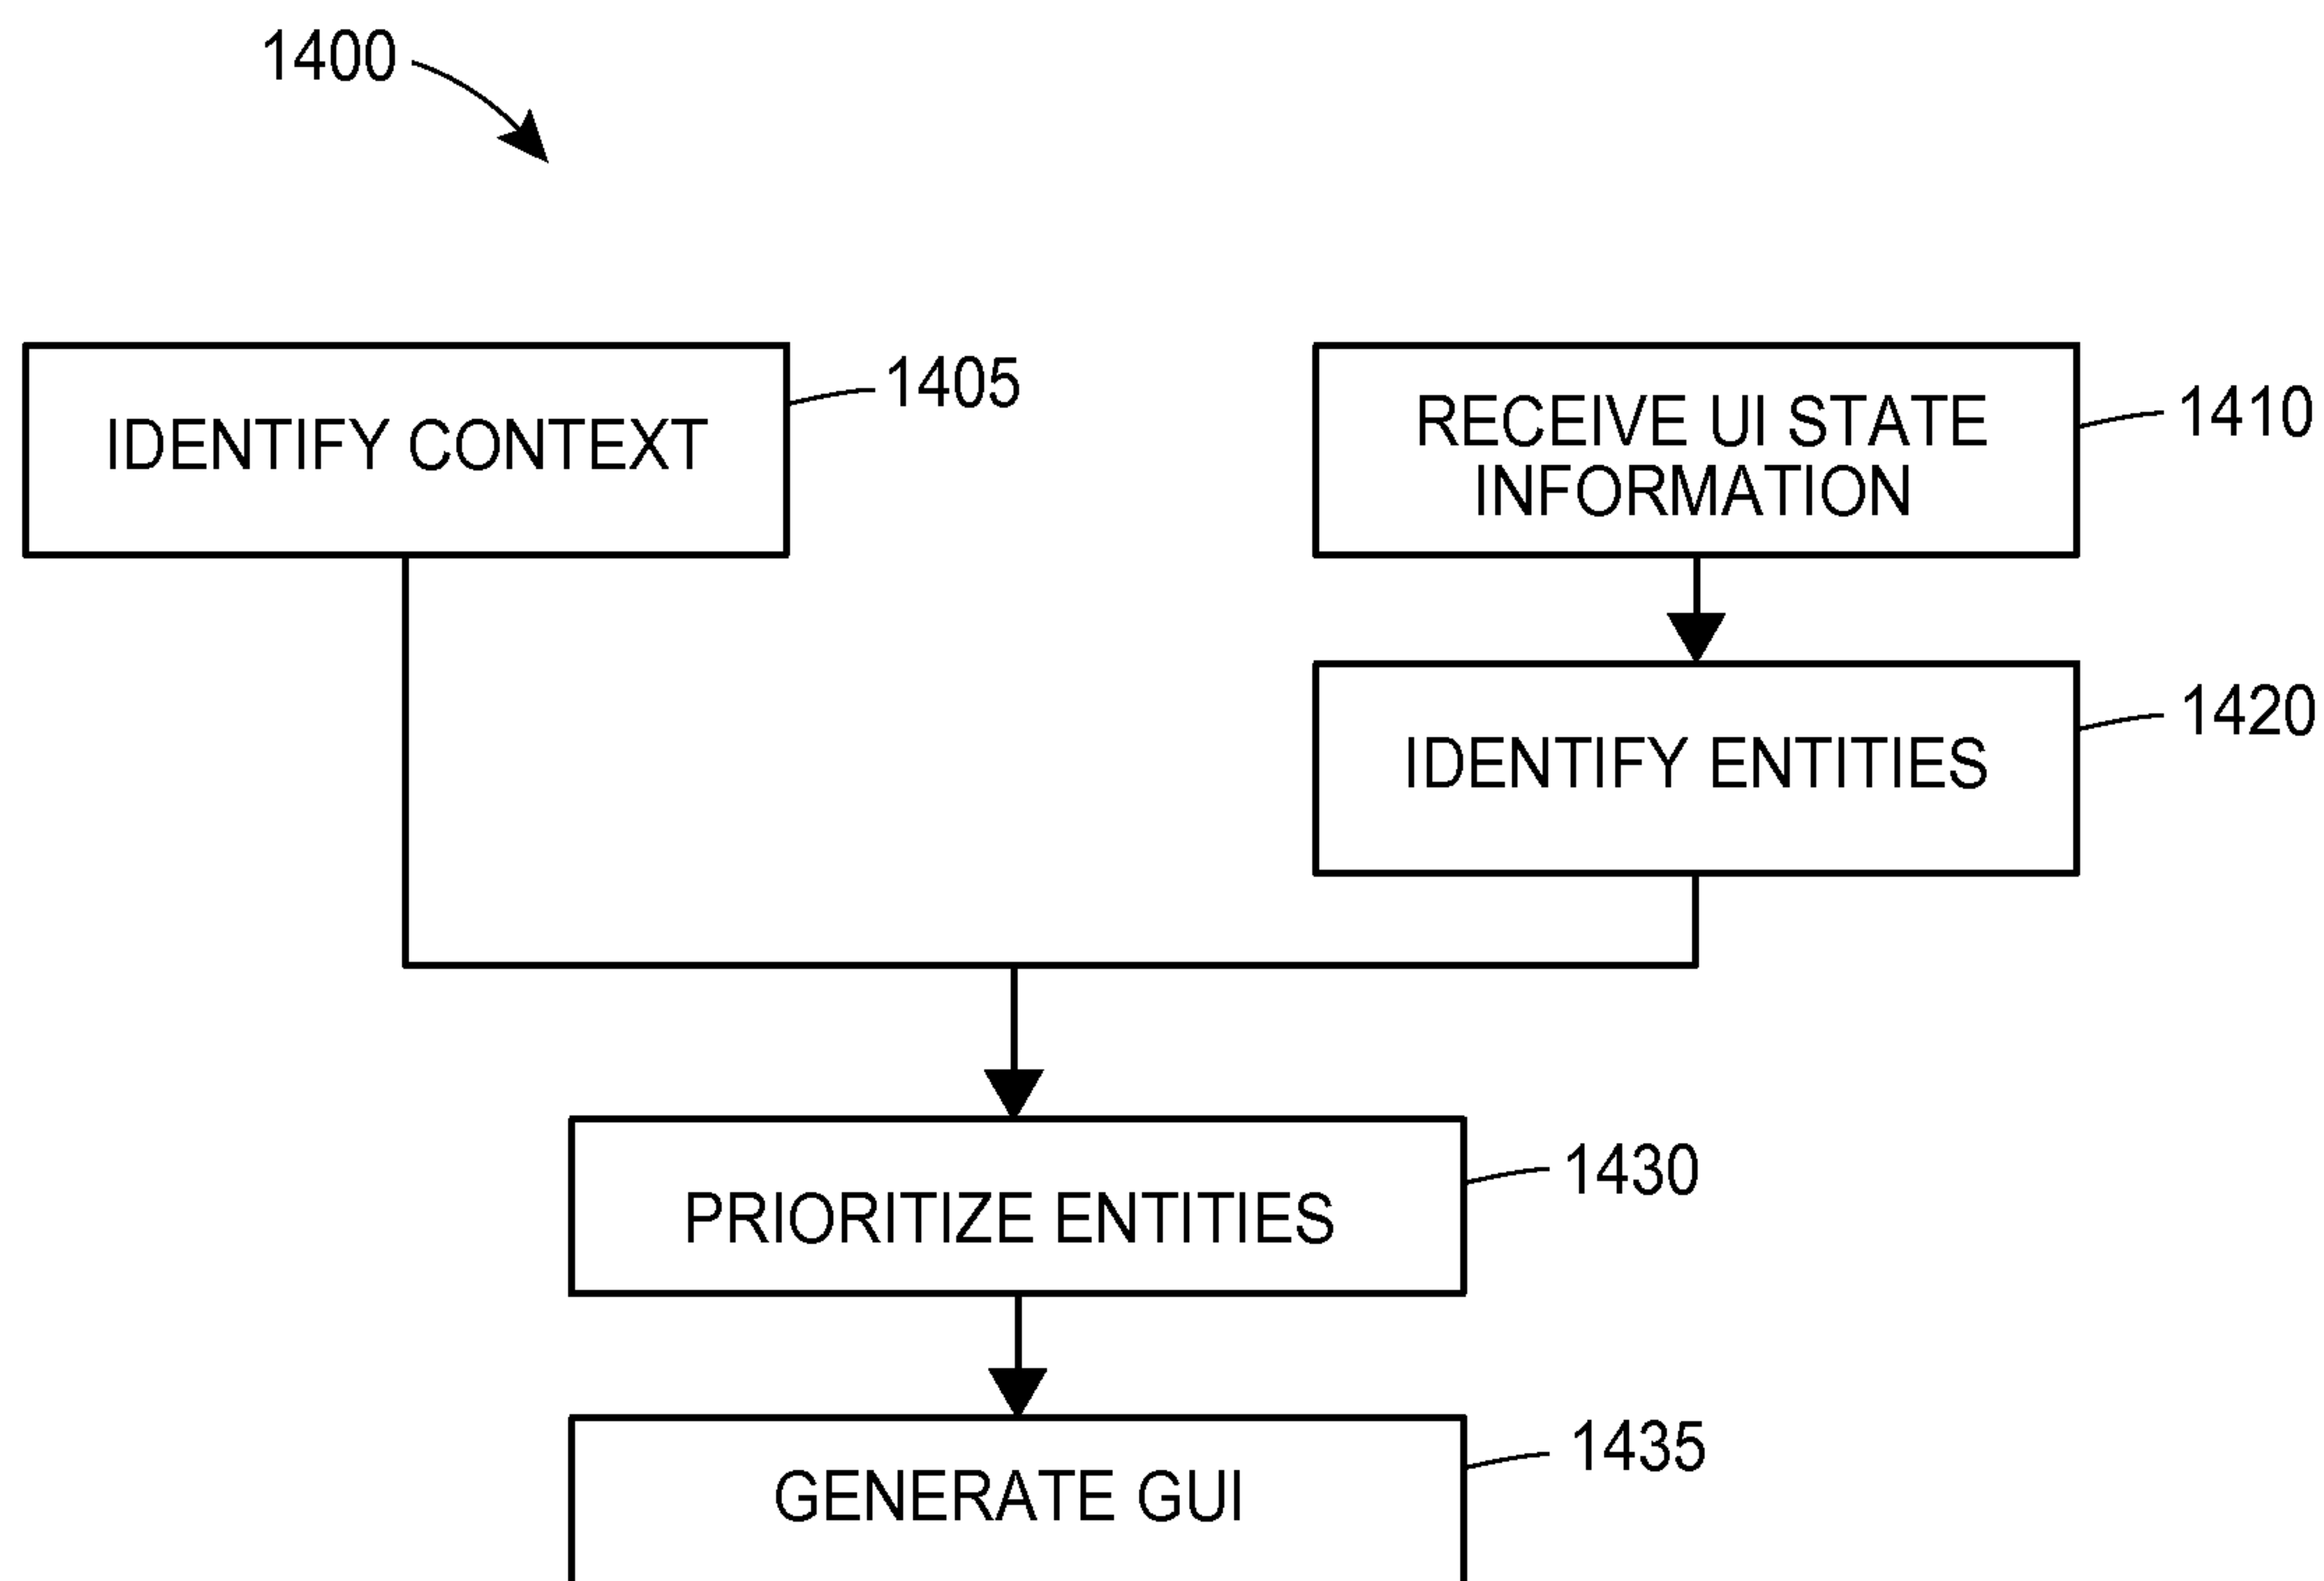 1400
IDENTIFY CONTEXT
1405
RECEIVE UI STATE
INFORMATION
1410
IDENTIFY ENTITIES
1420
PRIORITIZE ENTITIES
1430
GENERATE GUI
1435